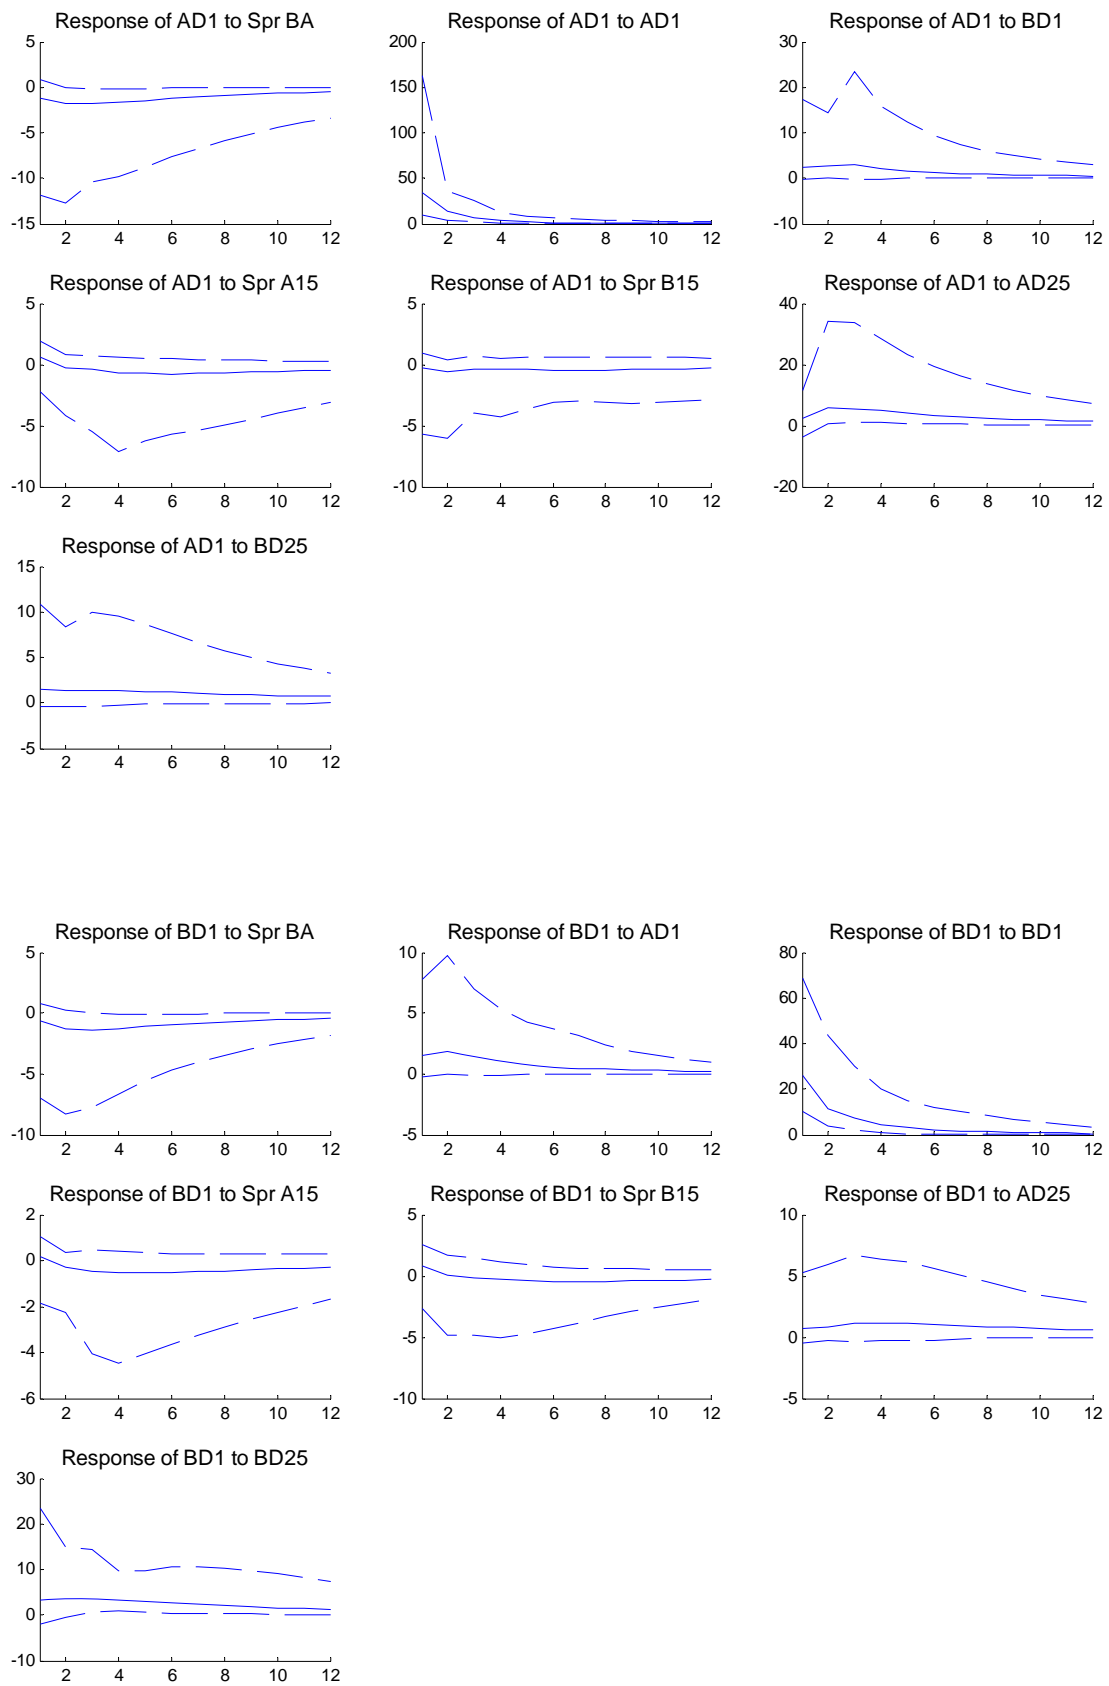 Response of AD1 to Spr BA
5
0
-5
-10
-15
2 4 6 8 10 12
Response of AD1 to AD1
200
150
100
50
0
2 4 6 8 10 12
Response of AD1 to BD1
30
20
10
0
-10
2 4 6 8 10 12
Response of AD1 to Spr A15
5
0
-5
-10
2 4 6 8 10 12
Response of AD1 to Spr B15
5
0
-5
-10
2 4 6 8 10 12
Response of AD1 to AD25
40
20
0
-20
2 4 6 8 10 12
Response of AD1 to BD25
15
10
5
0
-5
2 4 6 8 10 12
Response of BD1 to Spr BA
5
0
-5
-10
2 4 6 8 10 12
Response of BD1 to AD1
10
5
0
-5
2 4 6 8 10 12
Response of BD1 to BD1
80
60
40
20
0
2 4 6 8 10 12
Response of BD1 to Spr A15
2
0
-2
-4
-6
2 4 6 8 10 12
Response of BD1 to Spr B15
5
0
-5
-10
2 4 6 8 10 12
Response of BD1 to AD25
10
5
0
-5
2 4 6 8 10 12
Response of BD1 to BD25
30
20
10
0
-10
2 4 6 8 10 12